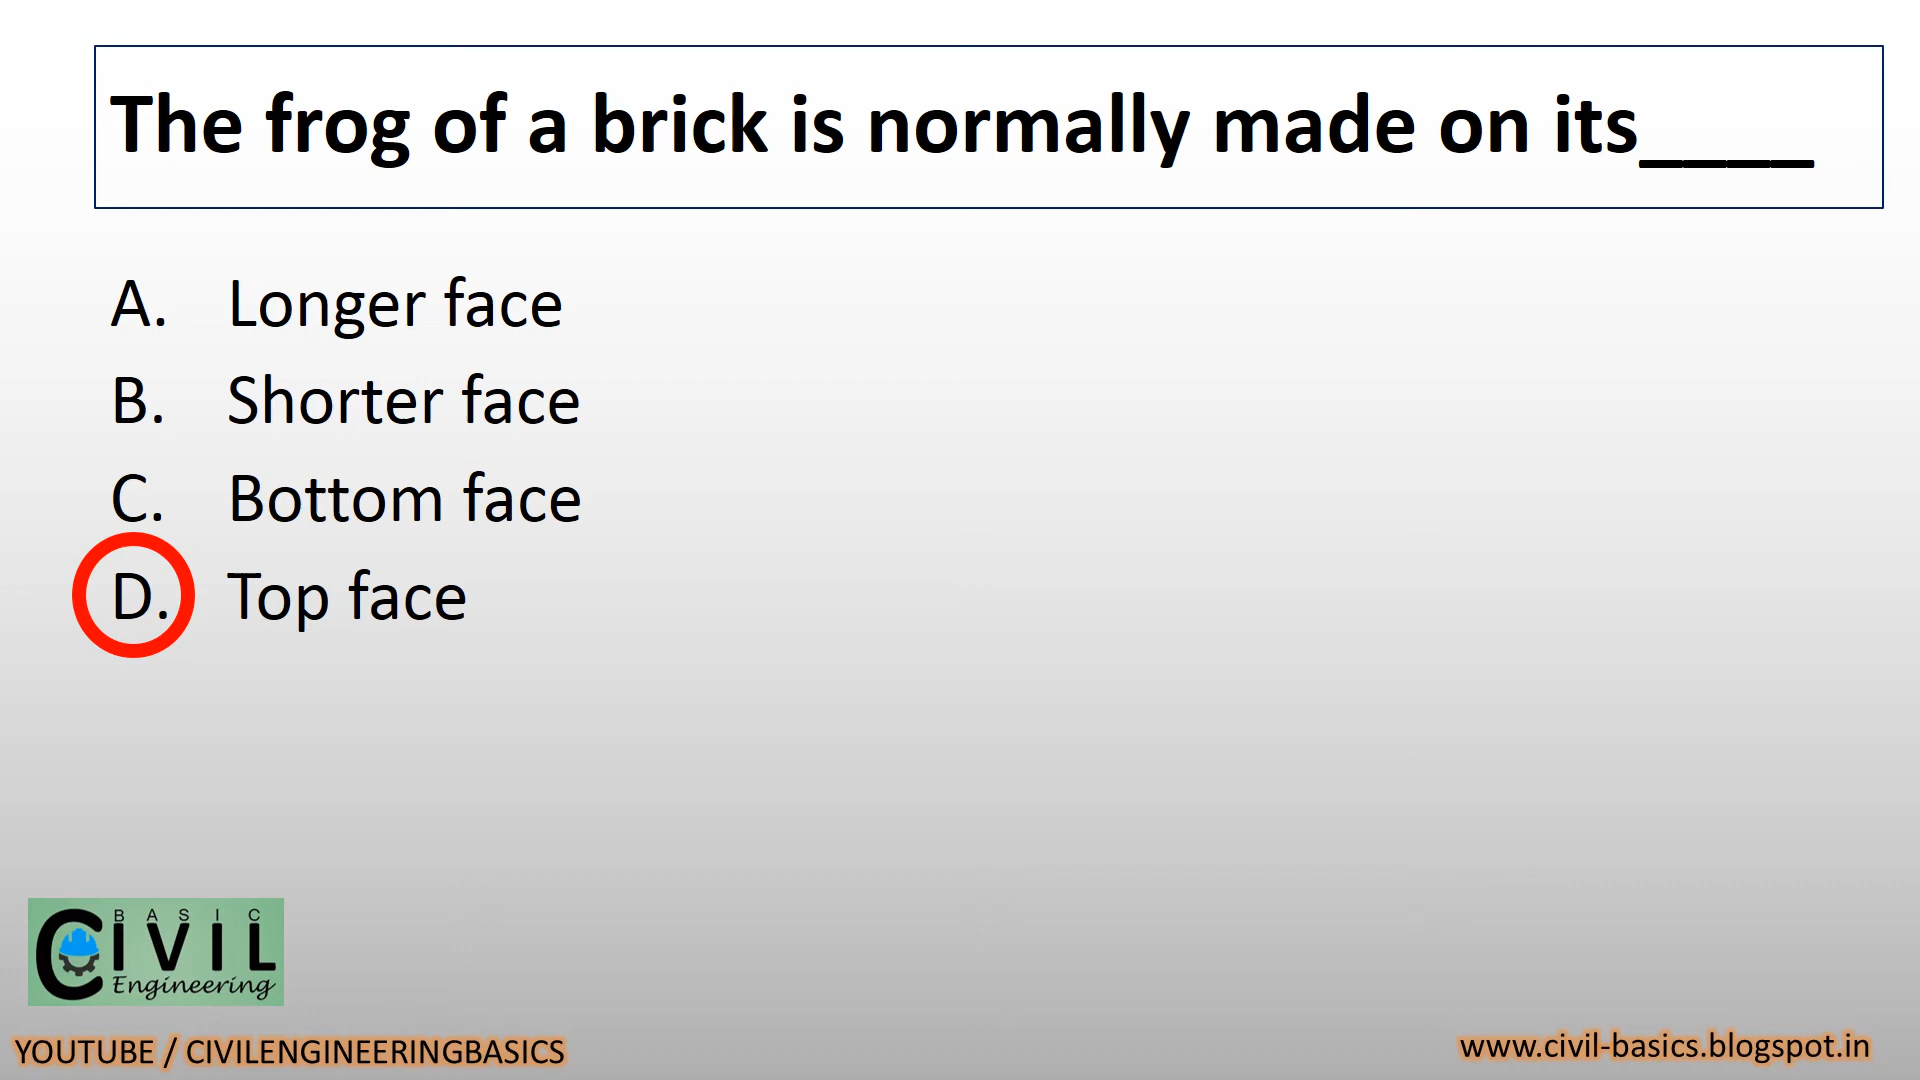 The frog of a brick is normally made on its____
A. Longer face
B. Shorter face
C. Bottom face
D. Top face
BASIC
CIVIL
Engineering
YOUTUBE / CIVILENGINEERINGBASICS
www.civil-basics.blogspot.in